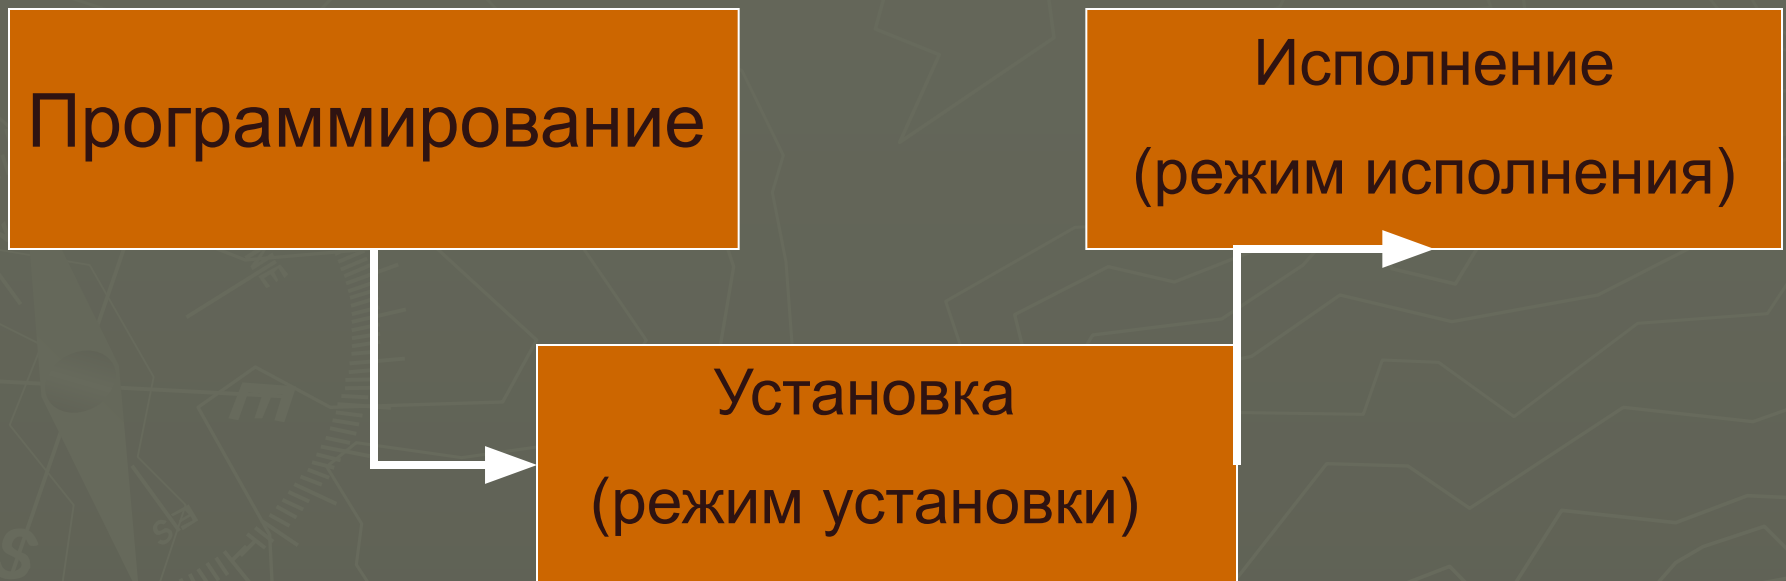 Программирование
Исполнение
(режим исполнения)
Установка
(режим установки)
E
$